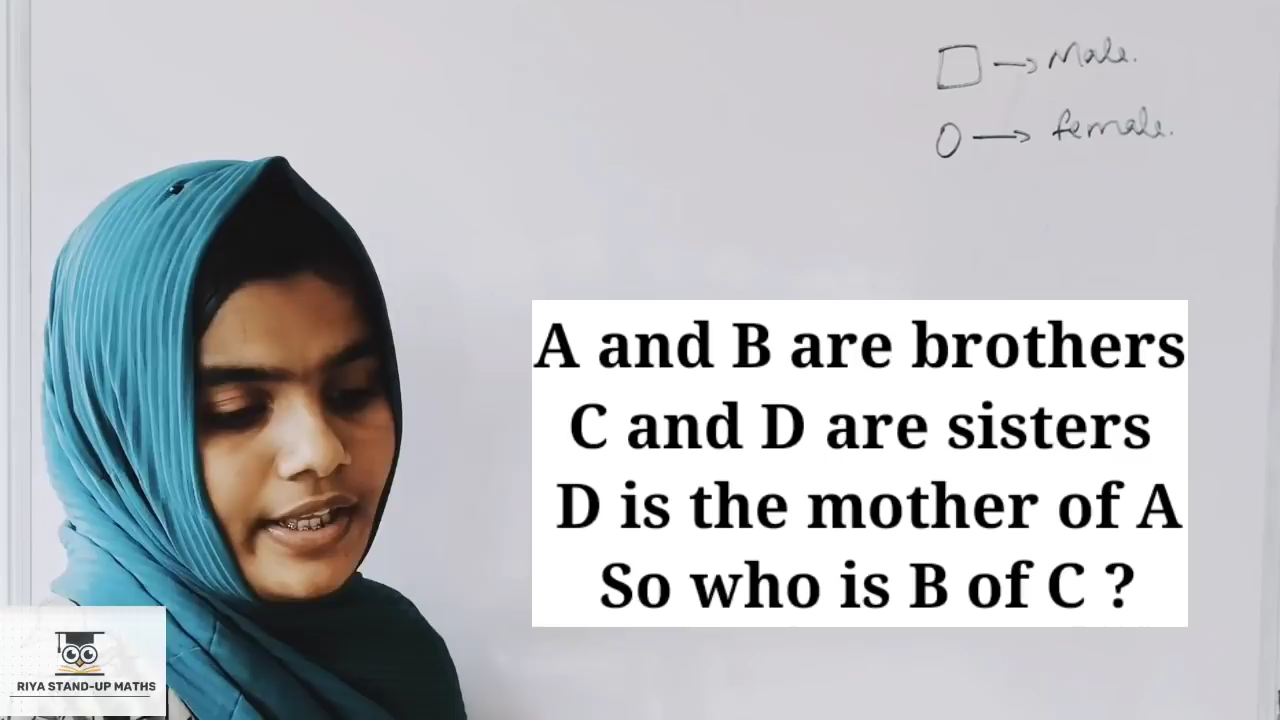 □ → Male.
O → female.
A and B are brothers
C and D are sisters
D is the mother of A
So who is B of C ?
RIYA STAND-UP MATHS